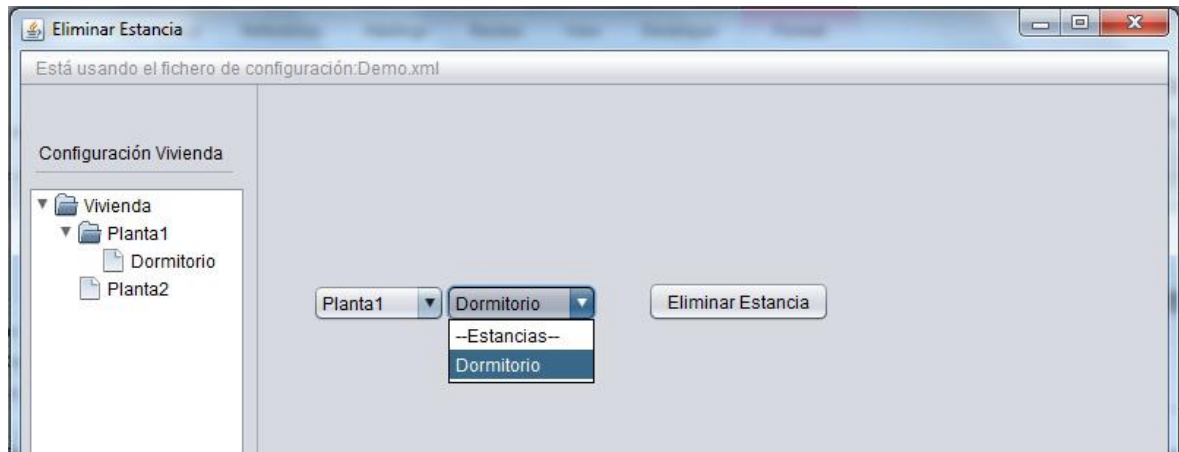 Eliminar Estancia
Está usando el fichero de configuración:Demo.xml
Configuración Vivienda
Vivienda
Planta1
Dormitorio
Planta2
Planta1 Dormitorio Eliminar Estancia
--Estancias--
Dormitorio